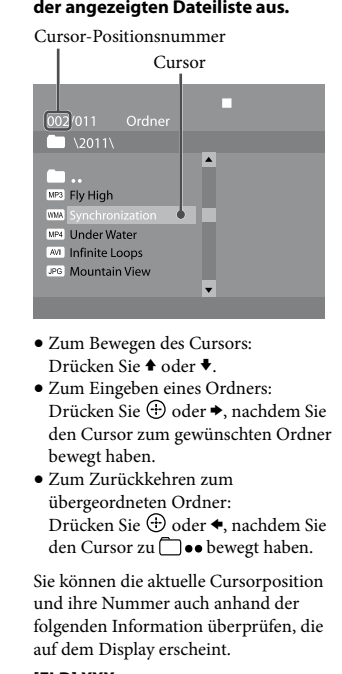 der angezeigten Dateiliste aus.
Cursor-Positionsnummer
Cursor
002/011 Ordner
\2011\
..
MP3 Fly High
WMA Synchronization
MP4 Under Water
AVI Infinite Loops
JPG Mountain View
• Zum Bewegen des Cursors:
Drücken Sie ↑ oder ↓.
• Zum Eingeben eines Ordners:
Drücken Sie oder →, nachdem Sie
den Cursor zum gewünschten Ordner
bewegt haben.
• Zum Zurückkehren zum
übergeordneten Ordner:
Drücken Sie oder ←, nachdem Sie
den Cursor zu •• bewegt haben.
Sie können die aktuelle Cursorposition
und ihre Nummer auch anhand der
folgenden Information überprüfen, die
auf dem Display erscheint.